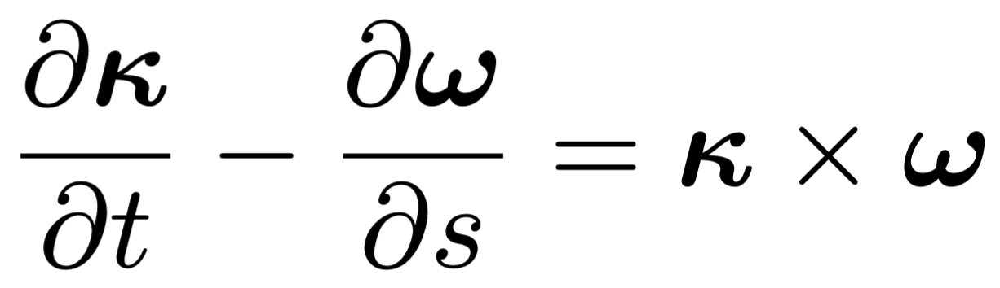 ∂𝜿/∂t − ∂𝝎/∂s = 𝜿 × 𝝎